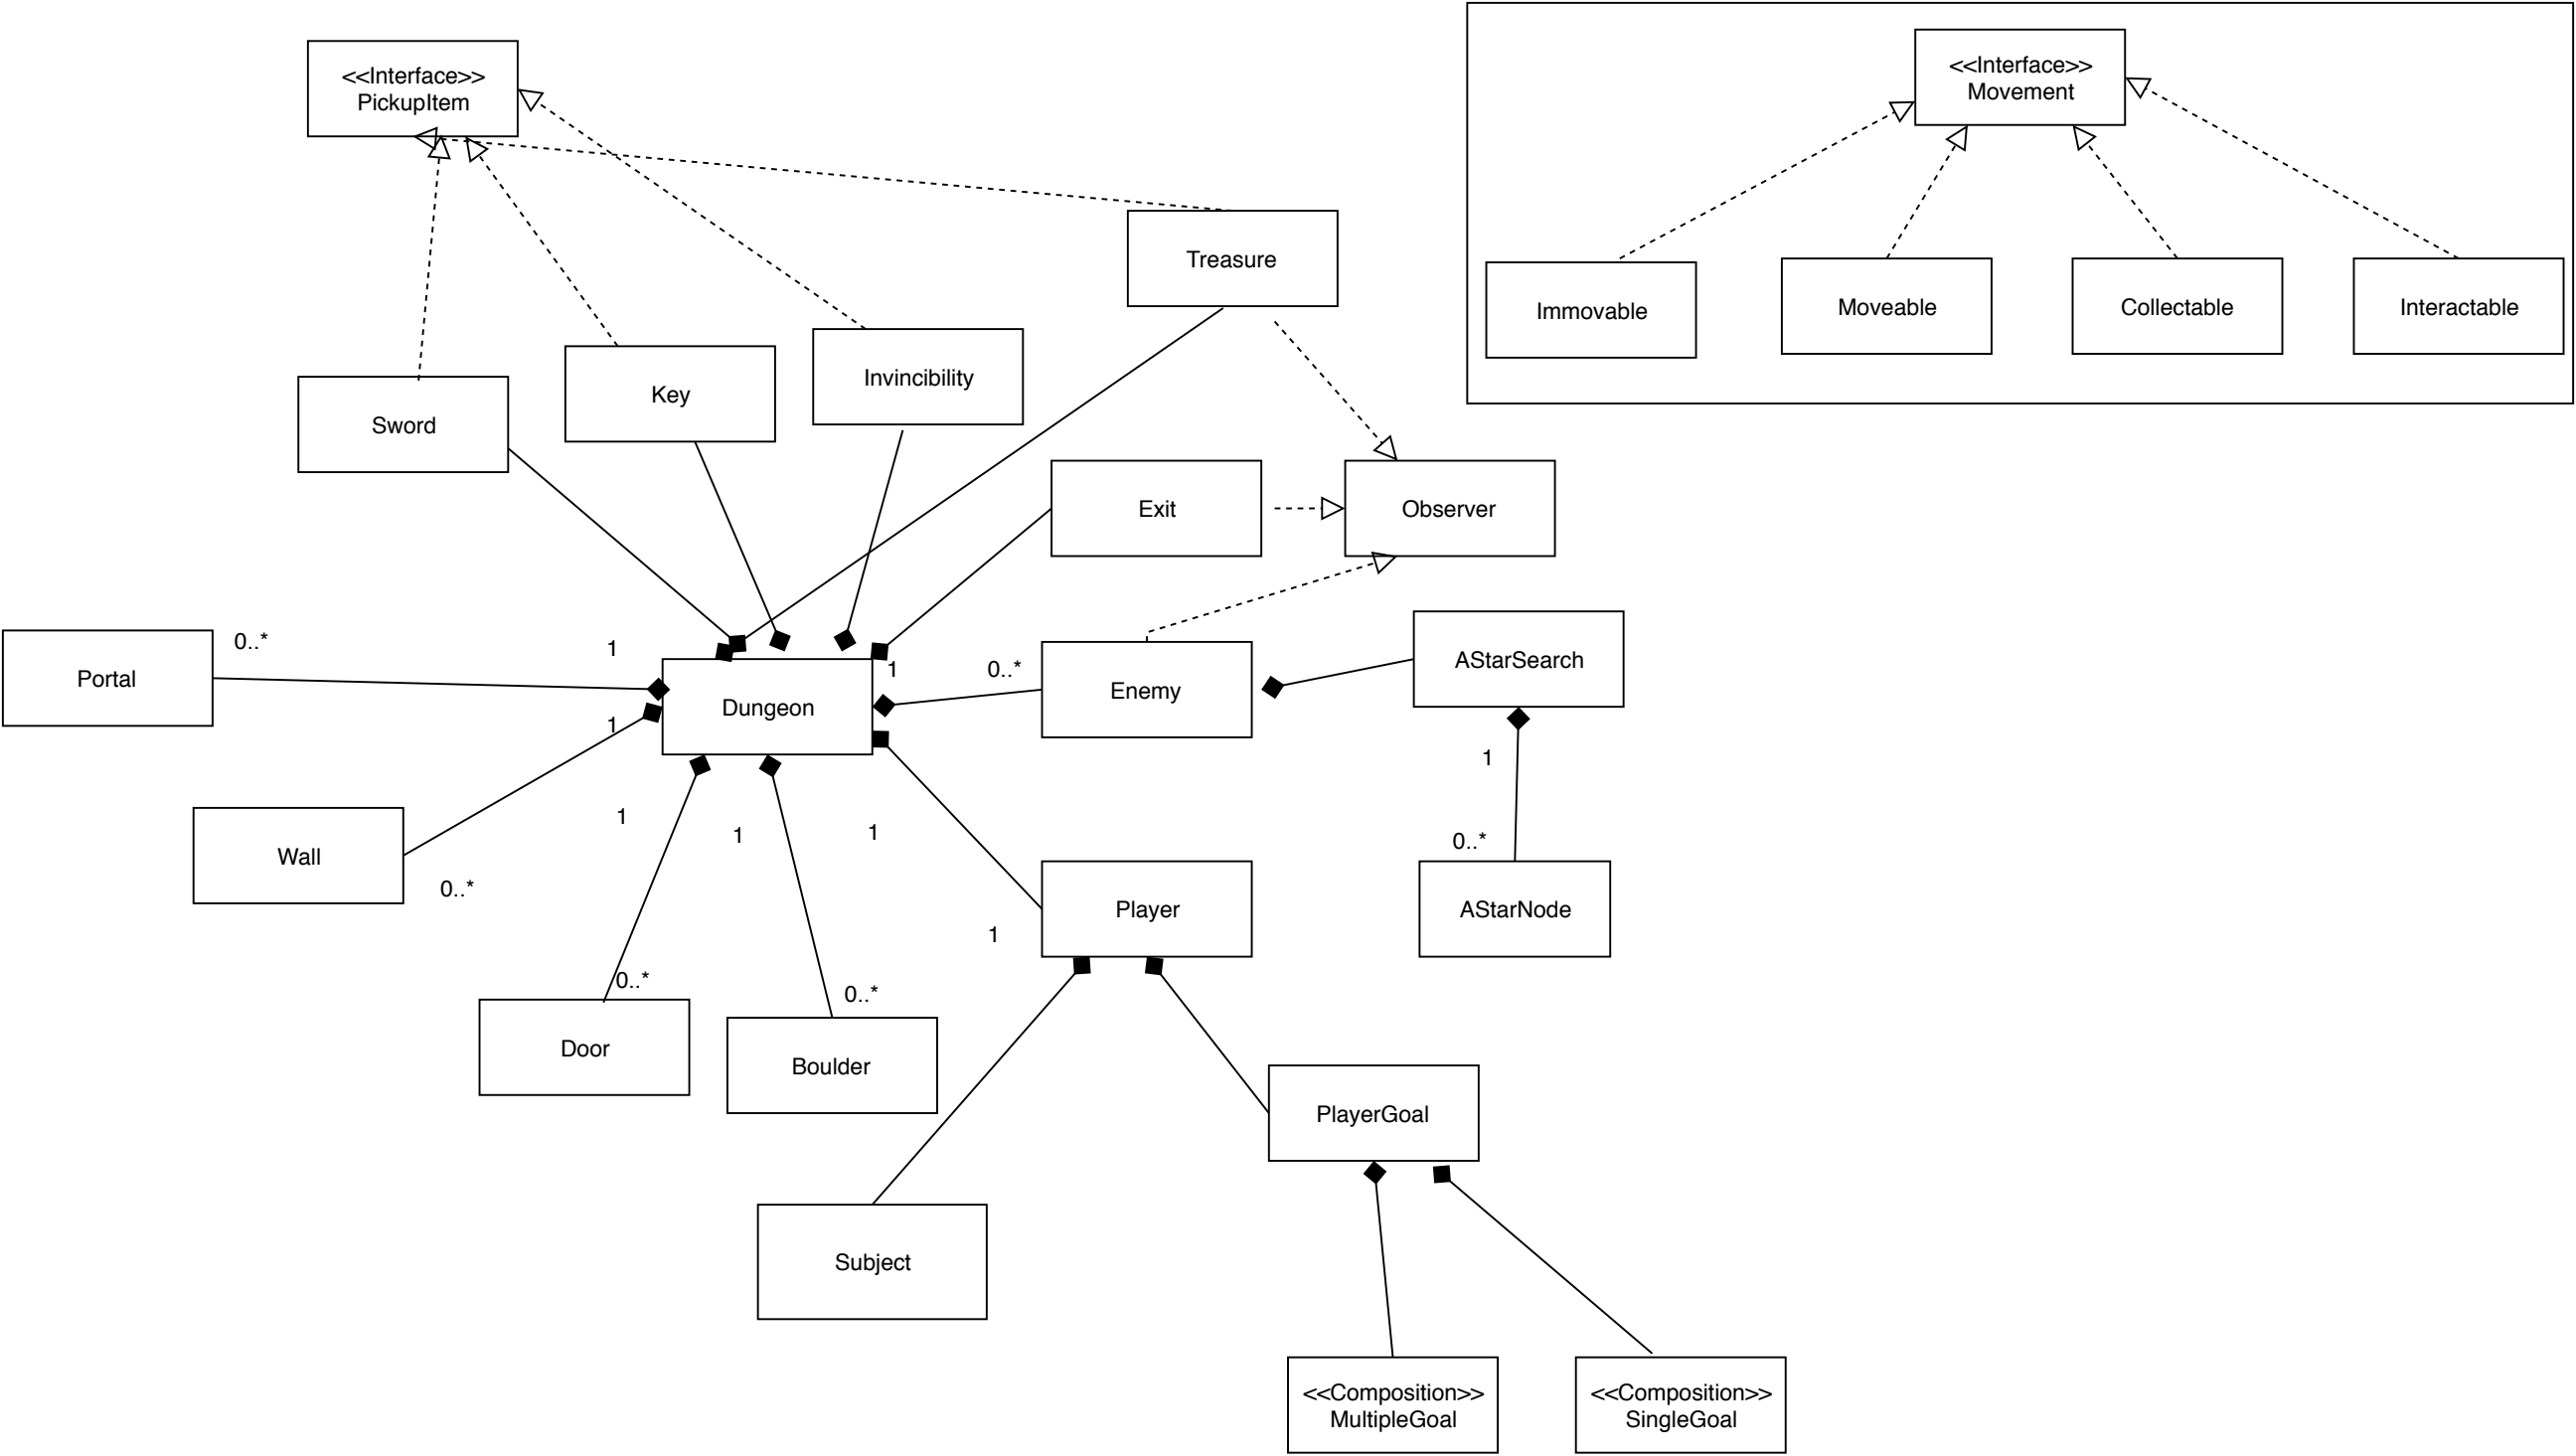 <<Interface>>
PickupItem
<<Interface>>
Movement
Treasure
Immovable
Moveable
Collectable
Interactable
Sword
Key
Invincibility
Exit
Observer
Portal
0..*
1
Dungeon
1
0..*
Enemy
AStarSearch
1
1
Wall
0..*
1
1
1
1
Player
0..*
AStarNode
1
0..*
Door
0..*
Boulder
PlayerGoal
Subject
<<Composition>>
MultipleGoal
<<Composition>>
SingleGoal